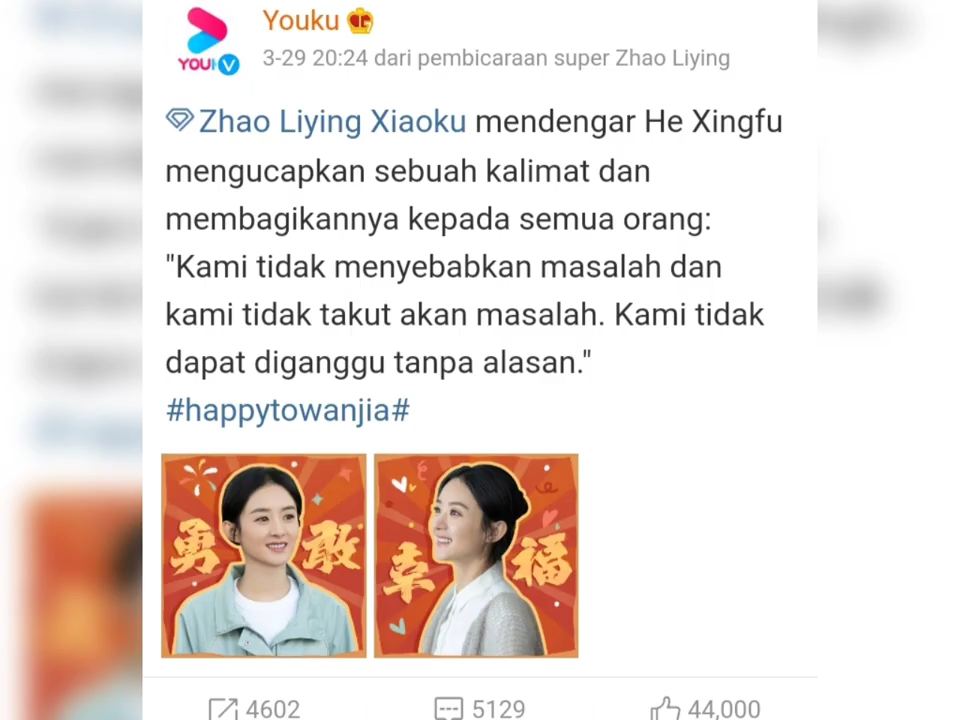 Youku
YOUKU V
3-29 20:24 dari pembicaraan super Zhao Liying
Zhao Liying Xiaoku mendengar He Xingfu
mengucapkan sebuah kalimat dan
membagikannya kepada semua orang:
"Kami tidak menyebabkan masalah dan
kami tidak takut akan masalah. Kami tidak
dapat diganggu tanpa alasan."
#happytowanjia#
勇敢
幸福
4602
5129
44,000